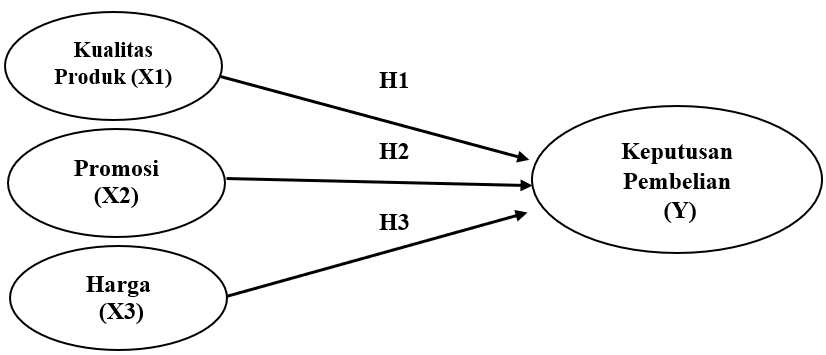 Kualitas
Produk (X1)
H1
Promosi
(X2)
H2
Harga
(X3)
H3
Keputusan
Pembelian
(Y)